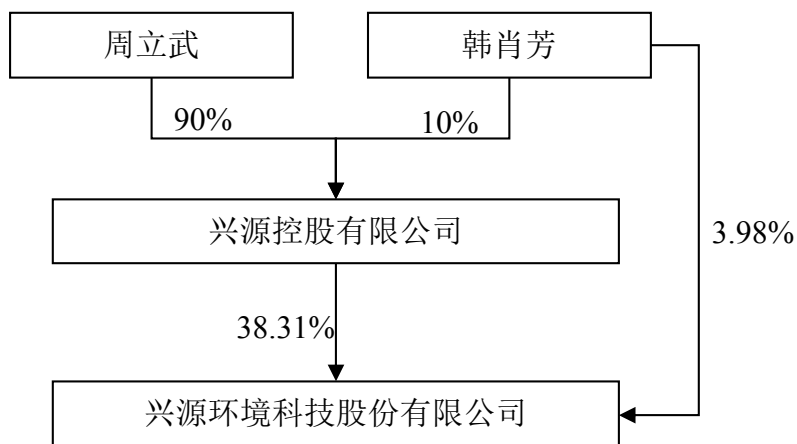 周立武
韩肖芳
90%
10%
兴源控股有限公司
3.98%
38.31%
兴源环境科技股份有限公司